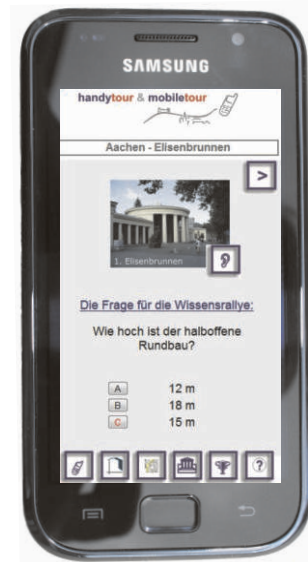 SAMSUNG
handytour & mobiletour
Aachen - Elisenbrunnen
>
1. Elisenbrunnen
Die Frage für die Wissensrallye:
Wie hoch ist der halboffene
Rundbau?
A 12 m
B 18 m
C 15 m
?